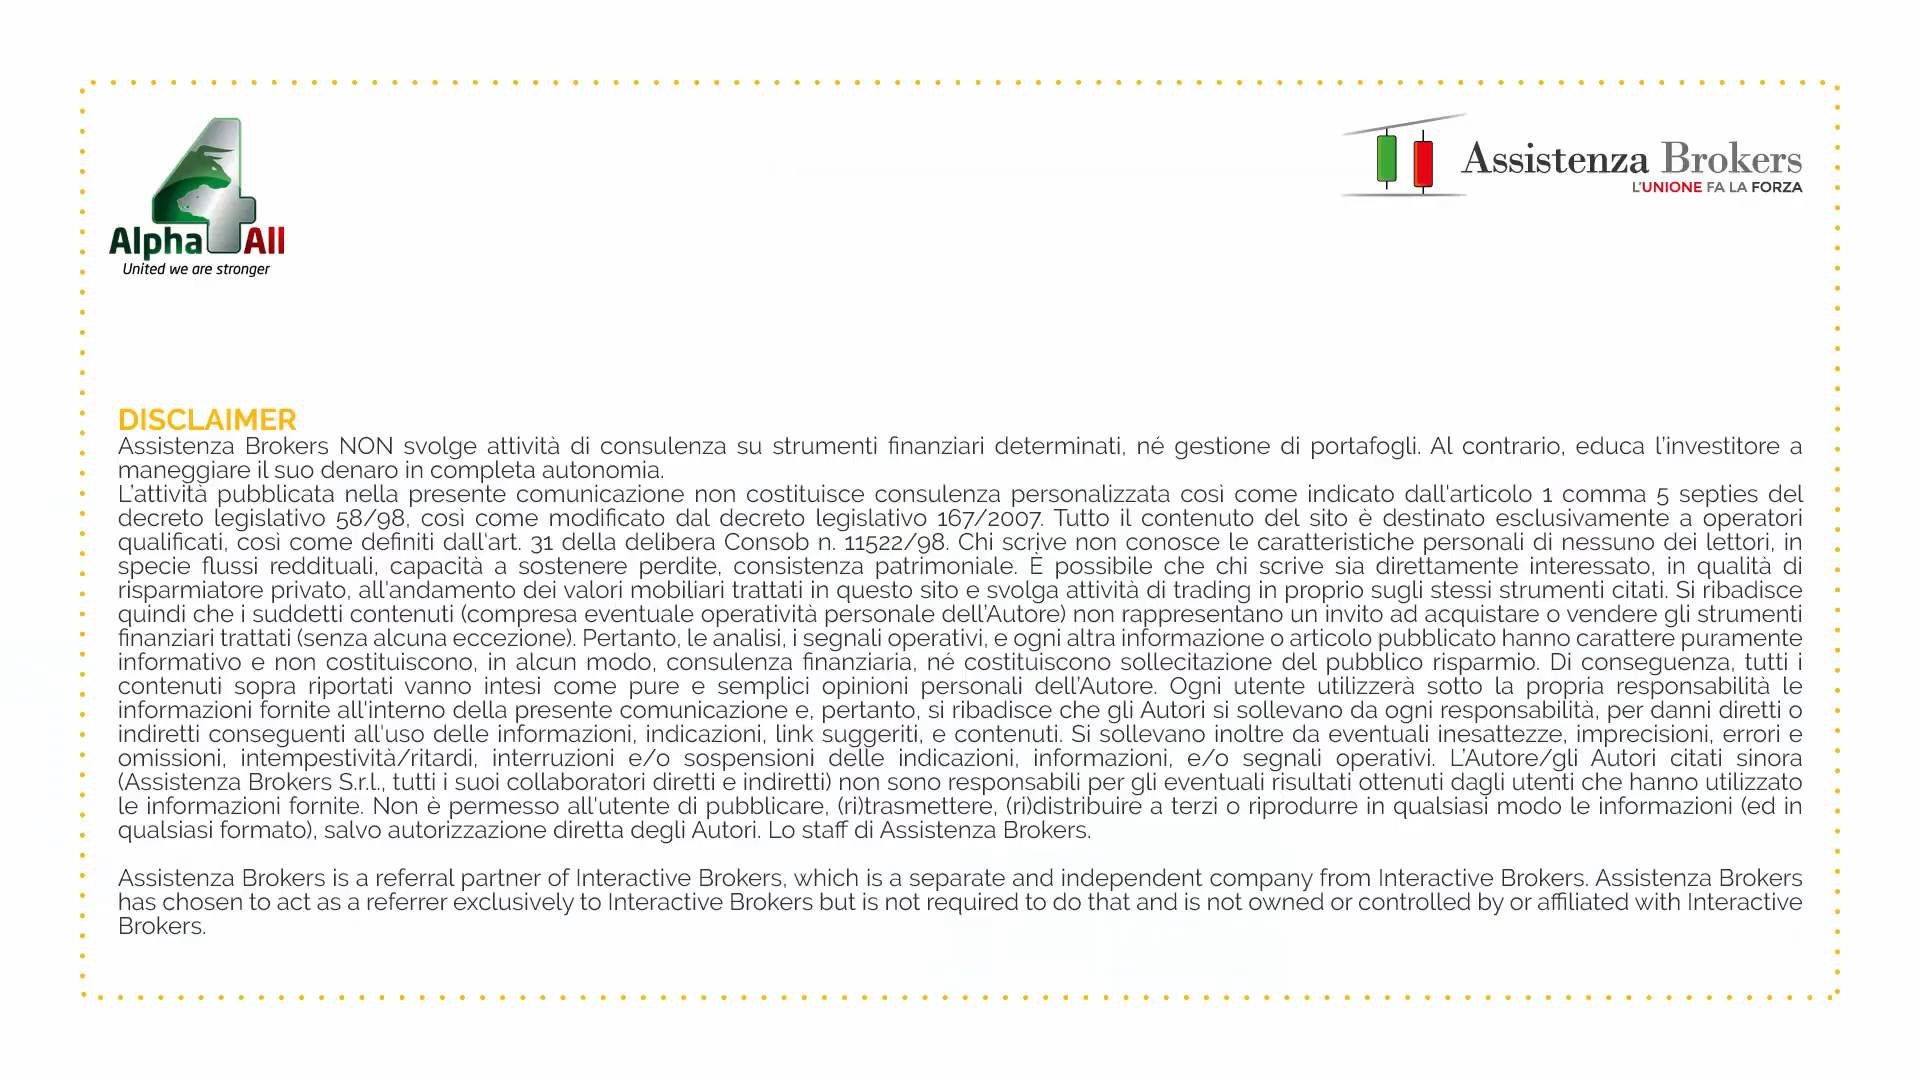 4
Alpha All
United we are stronger
Assistenza Brokers
L'UNIONE FA LA FORZA
DISCLAIMER
Assistenza Brokers NON svolge attività di consulenza su strumenti finanziari determinati, né gestione di portafogli. Al contrario, educa l’investitore a
maneggiare il suo denaro in completa autonomia.
L’attività pubblicata nella presente comunicazione non costituisce consulenza personalizzata così come indicato dall'articolo 1 comma 5 septies del
decreto legislativo 58/98, così come modificato dal decreto legislativo 167/2007. Tutto il contenuto del sito è destinato esclusivamente a operatori
qualificati, così come definiti dall'art. 31 della delibera Consob n. 11522/98. Chi scrive non conosce le caratteristiche personali di nessuno dei lettori, in
specie flussi reddituali, capacità a sostenere perdite, consistenza patrimoniale. È possibile che chi scrive sia direttamente interessato, in qualità di
risparmiatore privato, all'andamento dei valori mobiliari trattati in questo sito e svolga attività di trading in proprio sugli stessi strumenti citati. Si ribadisce
quindi che i suddetti contenuti (compresa eventuale operatività personale dell’Autore) non rappresentano un invito ad acquistare o vendere gli strumenti
finanziari trattati (senza alcuna eccezione). Pertanto, le analisi, i segnali operativi, e ogni altra informazione o articolo pubblicato hanno carattere puramente
informativo e non costituiscono, in alcun modo, consulenza finanziaria, né costituiscono sollecitazione del pubblico risparmio. Di conseguenza, tutti i
contenuti sopra riportati vanno intesi come pure e semplici opinioni personali dell’Autore. Ogni utente utilizzerà sotto la propria responsabilità le
informazioni fornite all'interno della presente comunicazione e, pertanto, si ribadisce che gli Autori si sollevano da ogni responsabilità, per danni diretti o
indiretti conseguenti all'uso delle informazioni, indicazioni, link suggeriti, e contenuti. Si sollevano inoltre da eventuali inesattezze, imprecisioni, errori e
omissioni, intempestività/ritardi, interruzioni e/o sospensioni delle indicazioni, informazioni, e/o segnali operativi. L’Autore/gli Autori citati sinora
(Assistenza Brokers S.r.l., tutti i suoi collaboratori diretti e indiretti) non sono responsabili per gli eventuali risultati ottenuti dagli utenti che hanno utilizzato
le informazioni fornite. Non è permesso all'utente di pubblicare, (ri)trasmettere, (ri)distribuire a terzi o riprodurre in qualsiasi modo le informazioni (ed in
qualsiasi formato), salvo autorizzazione diretta degli Autori. Lo staff di Assistenza Brokers.
Assistenza Brokers is a referral partner of Interactive Brokers, which is a separate and independent company from Interactive Brokers. Assistenza Brokers
has chosen to act as a referrer exclusively to Interactive Brokers but is not required to do that and is not owned or controlled by or affiliated with Interactive
Brokers.